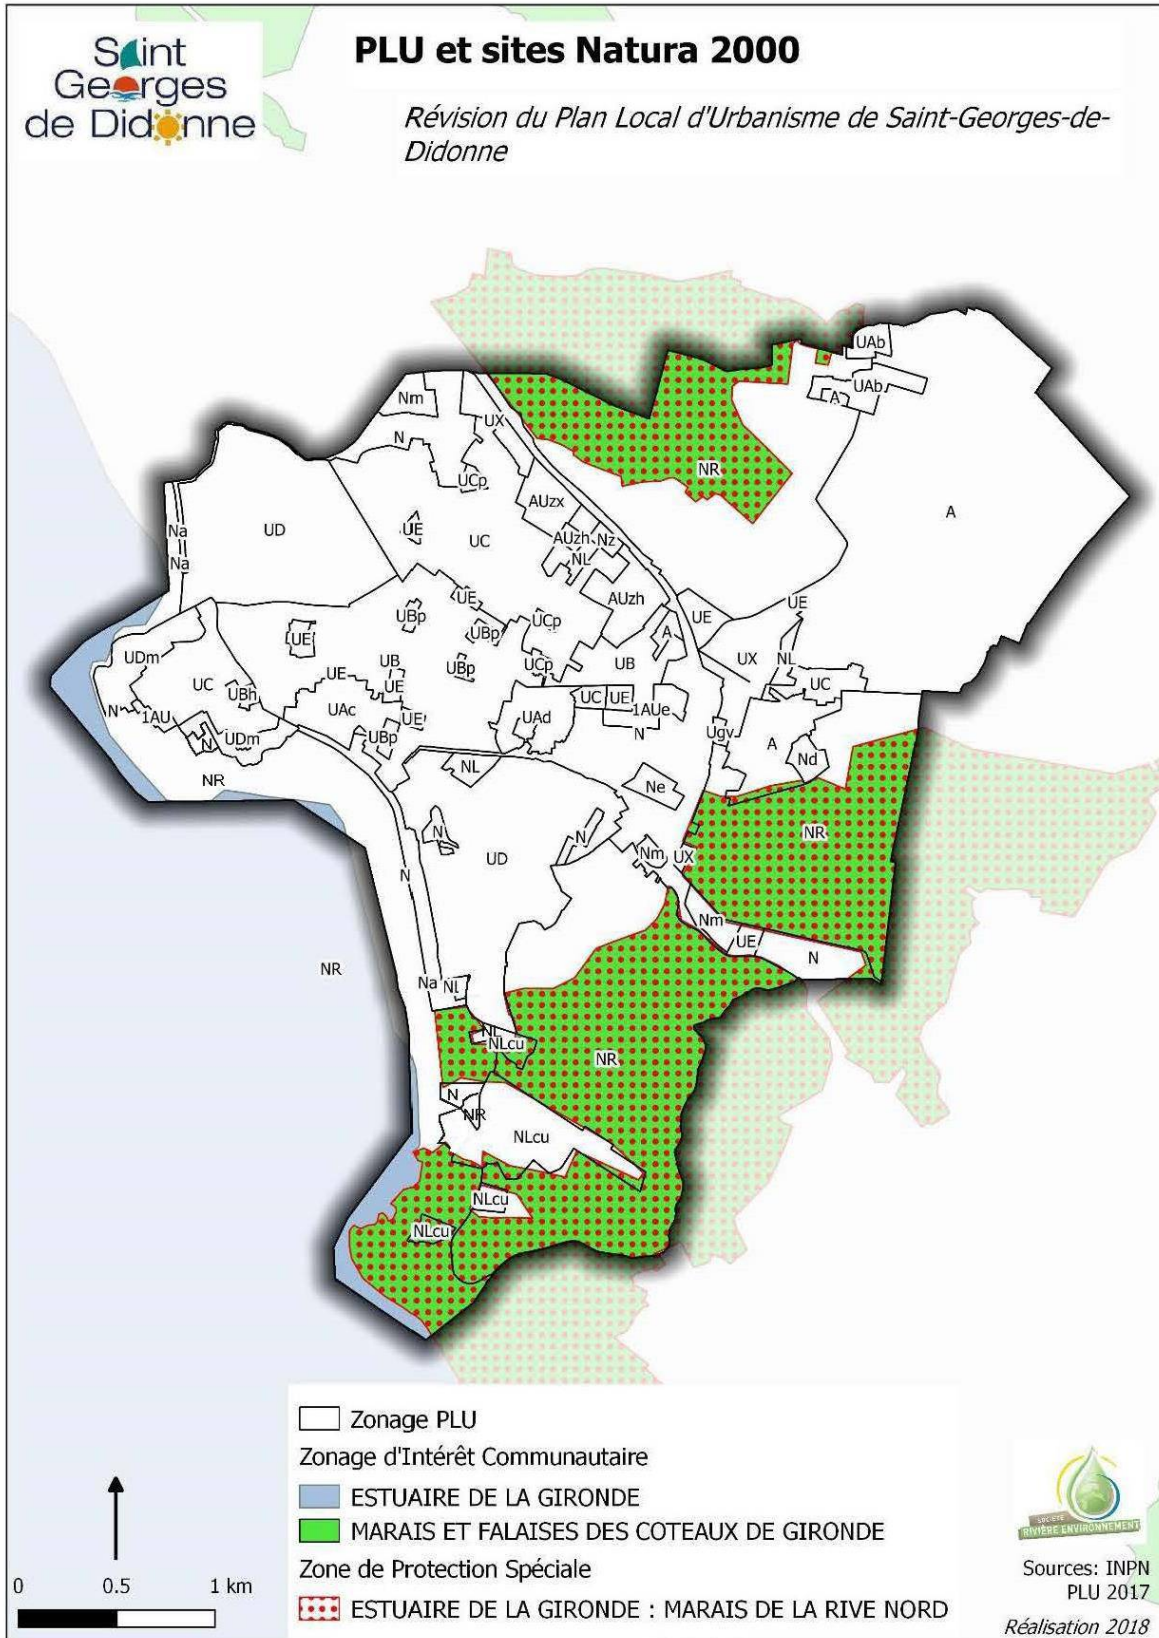 Saint
Georges
de Didonne
PLU et sites Natura 2000
Révision du Plan Local d'Urbanisme de Saint-Georges-de-
Didonne
UAb
UAb
A
Nm
UX
N
UCp
NR
AUzx
A
Na
UD
UE
UC
AUzh
Nz
NL
Na
AUzh
UE
UBp
UE
UE
UCp
UBp
A
UE
UDm
UB
UBp
UCp
UB
UX
NL
UC
UC
UBh
UE
UE
UC
UE
1AUe
N
1AU
UAc
UE
UAd
N
Ugv
A
UDm
N
UBp
Nd
NR
NL
Ne
N
UD
N
NR
Nm
UX
N
Nm
UE
N
NR
Na
NL
NL
NLcu
NR
N
NR
NLcu
NLcu
NLcu
Zonage PLU
Zonage d'Intérêt Communautaire
ESTUAIRE DE LA GIRONDE
MARAIS ET FALAISES DES COTEAUX DE GIRONDE
Zone de Protection Spéciale
ESTUAIRE DE LA GIRONDE : MARAIS DE LA RIVE NORD
0 0.5 1 km
SOCIÉTÉ
RIVIÈRE ENVIRONNEMENT
Sources: INPN
PLU 2017
Réalisation 2018